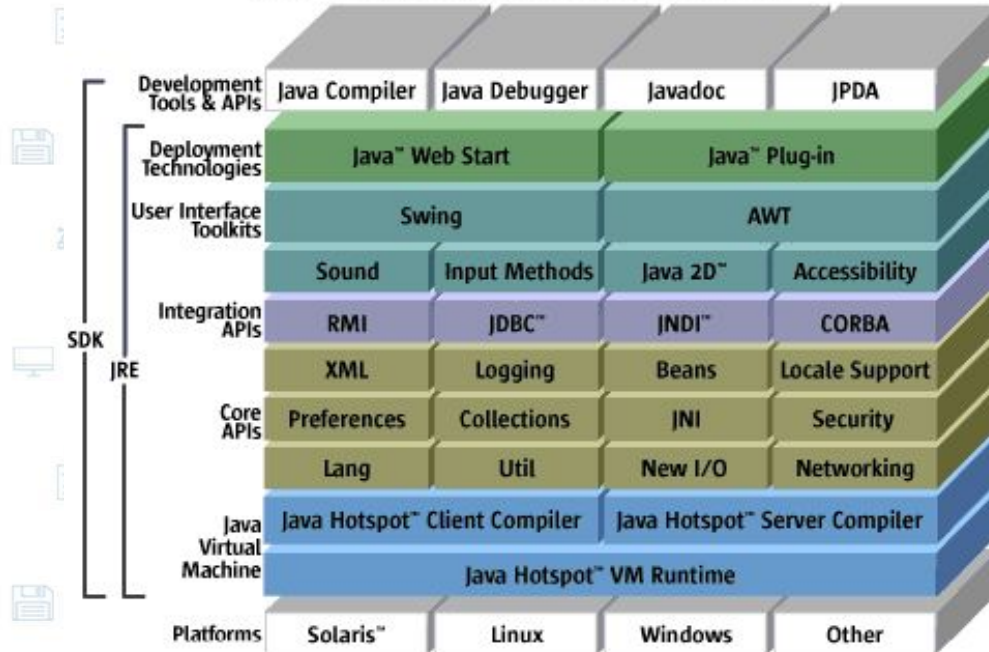 Development Tools & APIs
Java Compiler Java Debugger Javadoc JPDA
Deployment Technologies
Java™ Web Start Java™ Plug-in
User Interface Toolkits
Swing AWT
Sound Input Methods Java 2D™ Accessibility
Integration APIs
RMI JDBC™ JNDI™ CORBA
SDK
JRE
XML Logging Beans Locale Support
Core APIs
Preferences Collections JNI Security
Lang Util New I/O Networking
Java Virtual Machine
Java Hotspot™ Client Compiler Java Hotspot™ Server Compiler
Java Hotspot™ VM Runtime
Platforms
Solaris™ Linux Windows Other